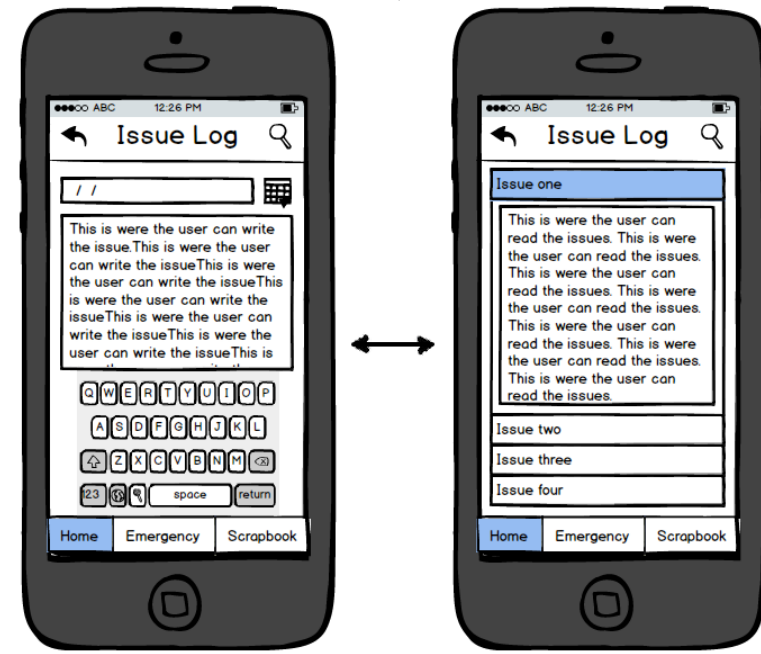 ABC 12:26 PM
Issue Log
/ /
This is were the user can write
the issue.This is were the user
can write the issueThis is were
the user can write the issueThis
is were the user can write the
issueThis is were the user can
write the issueThis is were the
user can write the issueThis is
Q W E R T Y U I O P
A S D F G H J K L
Z X C V B N M
123 space return
Home Emergency Scrapbook
ABC 12:26 PM
Issue Log
Issue one
This is were the user can
read the issues. This is were
the user can read the issues.
This is were the user can
read the issues. This is were
the user can read the issues.
This is were the user can
read the issues. This is were
the user can read the issues.
This is were the user can
read the issues.
Issue two
Issue three
Issue four
Home Emergency Scrapbook